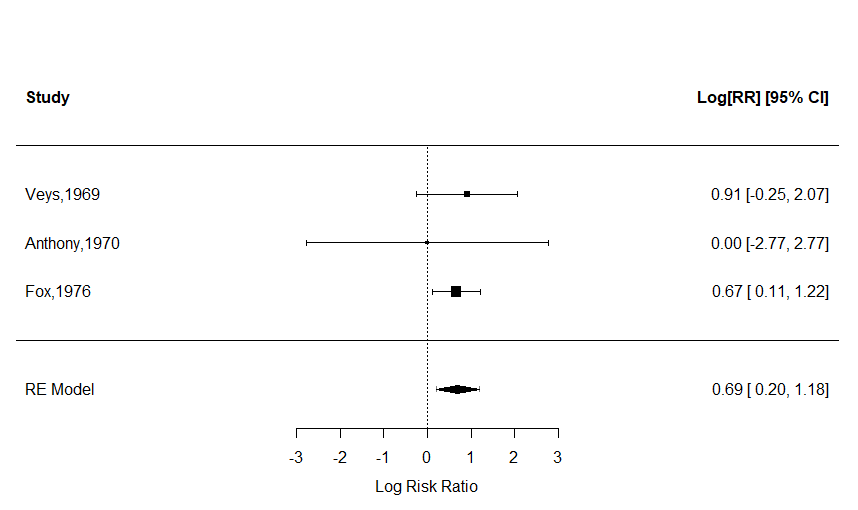 Study Log[RR] [95% CI]
Veys,1969 0.91 [-0.25, 2.07]
Anthony,1970 0.00 [-2.77, 2.77]
Fox,1976 0.67 [ 0.11, 1.22]
RE Model 0.69 [ 0.20, 1.18]
-3 -2 -1 0 1 2 3
Log Risk Ratio